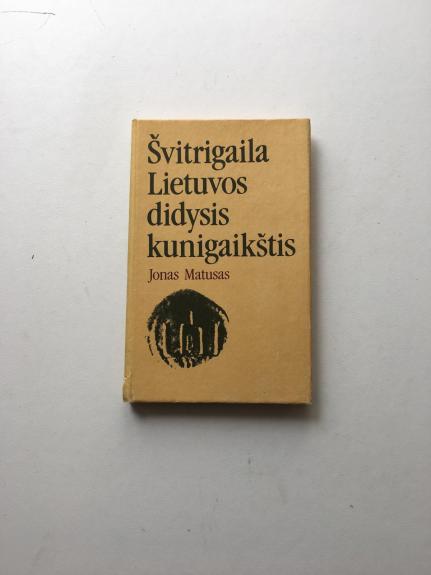 Švitrigaila
Lietuvos
didysis
kunigaikštis
Jonas Matusas